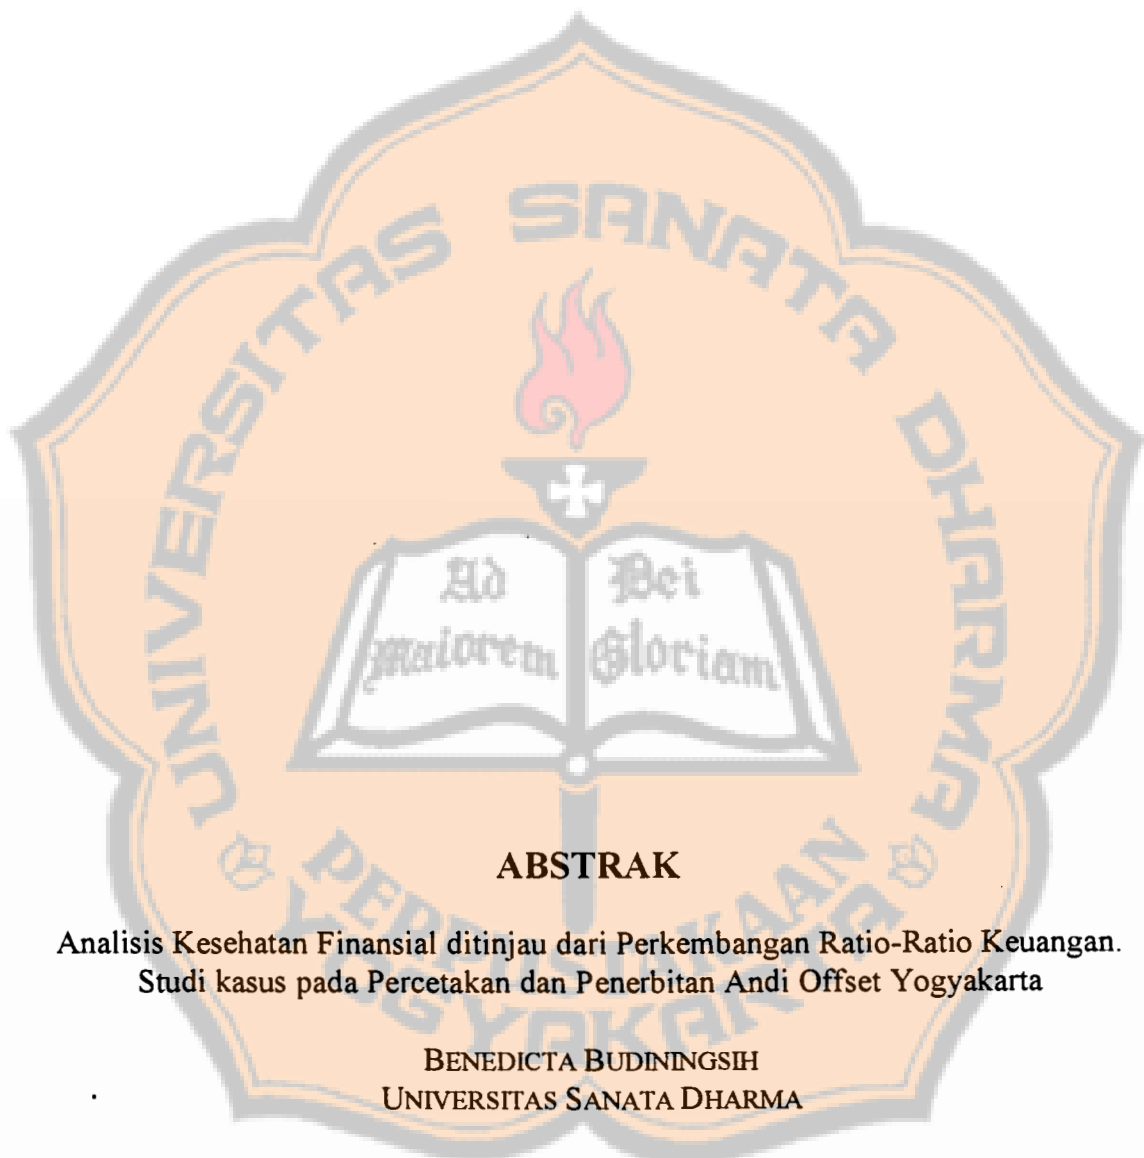 UNIVERSITAS SANATA DHARMA
Ad Dei
Maiorem Gloriam
PERPUSTAKAAN
YOGYAKARTA
ABSTRAK
Analisis Kesehatan Finansial ditinjau dari Perkembangan Ratio-Ratio Keuangan.
Studi kasus pada Percetakan dan Penerbitan Andi Offset Yogyakarta
BENEDICTA BUDININGSIH
UNIVERSITAS SANATA DHARMA